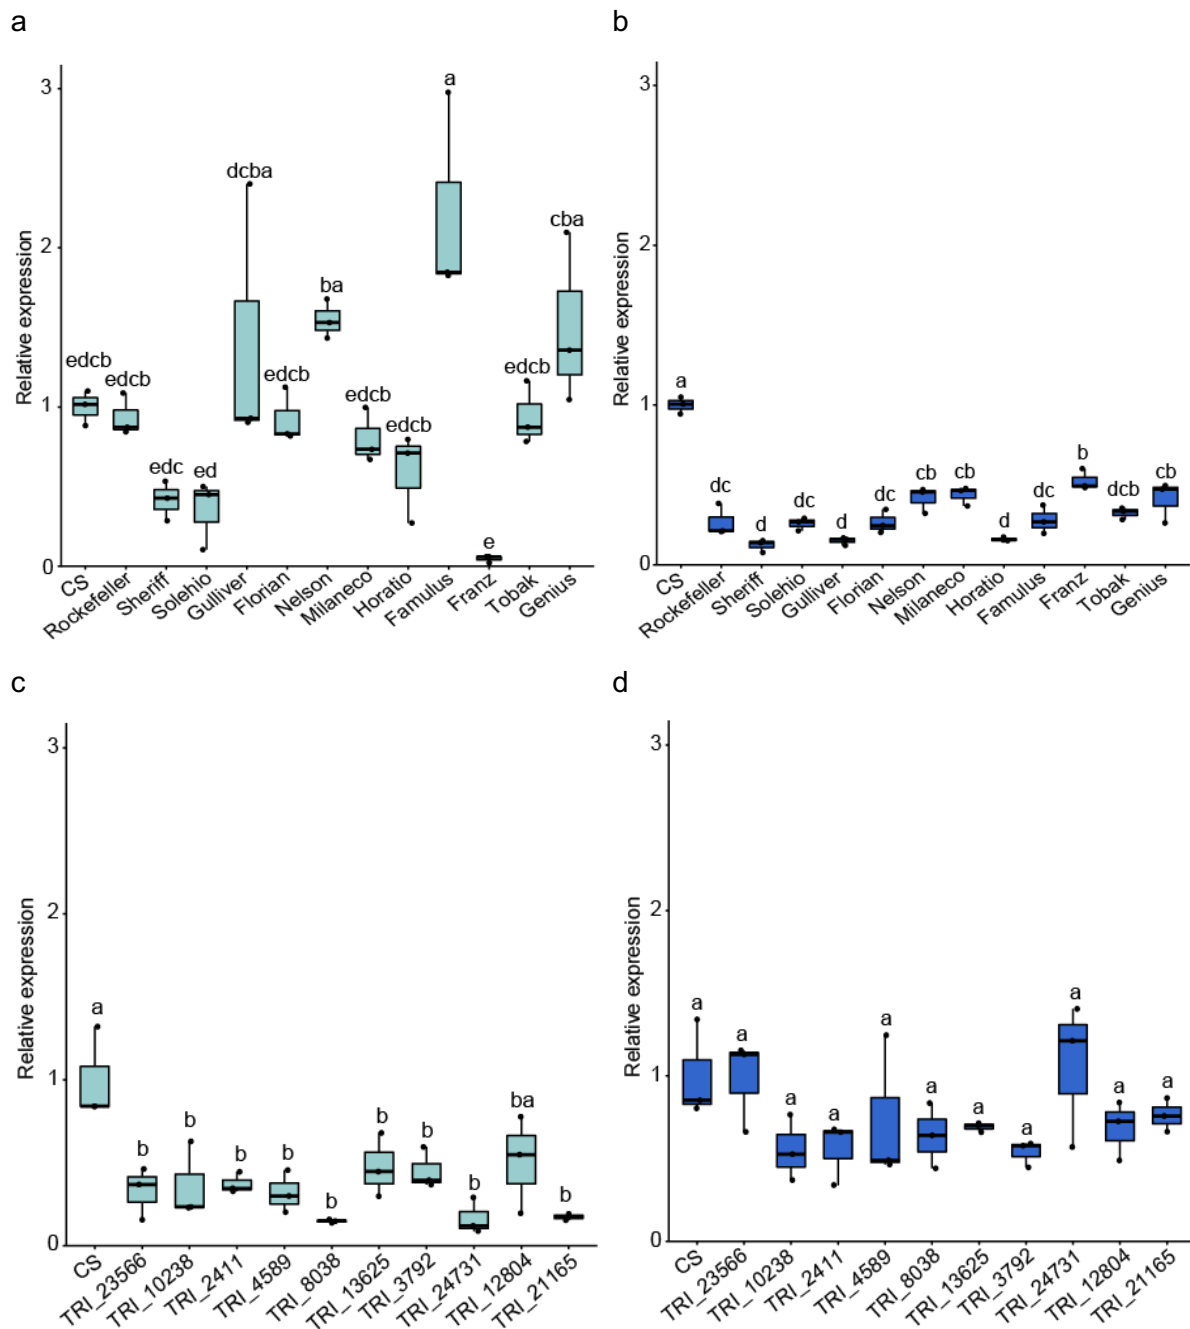 a
b
3
2
1
0
Relative expression
edcb
edcb
edc
ed
dcba
edcb
ba
edcb
edcb
a
e
edcb
cba
CS
Rockefeller
Sheriff
Solehio
Gulliver
Florian
Nelson
Milaneco
Horatio
Famulus
Franz
Tobak
Genius
3
2
1
0
Relative expression
a
dc
d
dc
d
dc
cb
cb
d
dc
b
dcb
cb
CS
Rockefeller
Sheriff
Solehio
Gulliver
Florian
Nelson
Milaneco
Horatio
Famulus
Franz
Tobak
Genius
c
d
3
2
1
0
Relative expression
a
b
b
b
b
b
b
b
b
ba
b
CS
TRI_23566
TRI_10238
TRI_2411
TRI_4589
TRI_8038
TRI_13625
TRI_3792
TRI_24731
TRI_12804
TRI_21165
3
2
1
0
Relative expression
a
a
a
a
a
a
a
a
a
a
a
CS
TRI_23566
TRI_10238
TRI_2411
TRI_4589
TRI_8038
TRI_13625
TRI_3792
TRI_24731
TRI_12804
TRI_21165